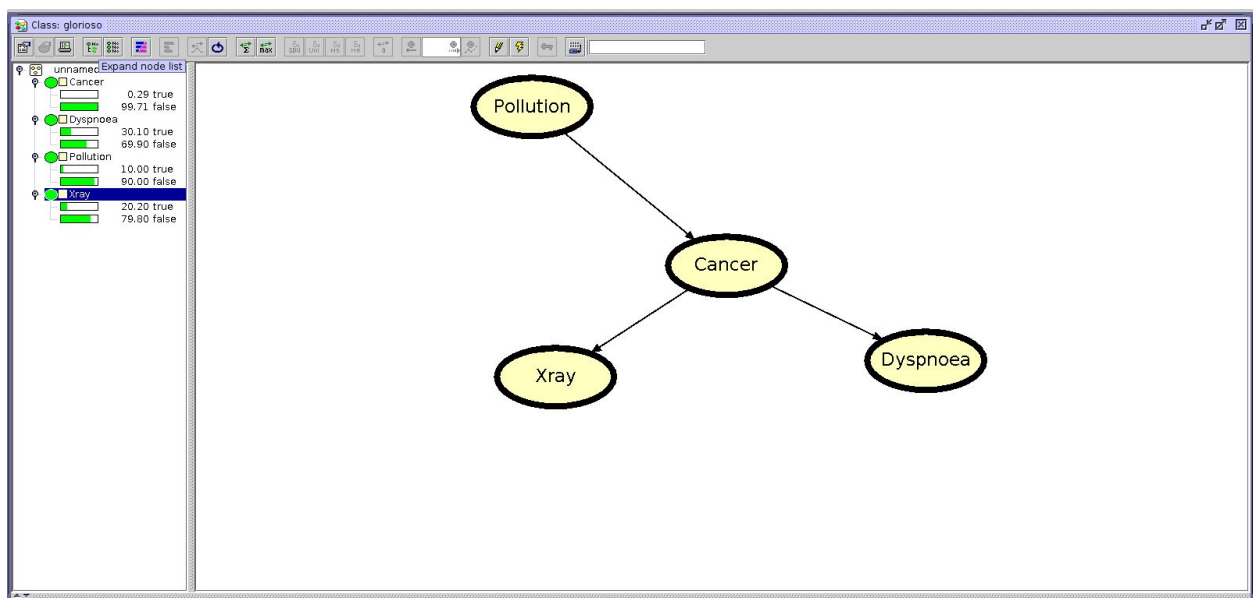 Class: glorioso
Σ max
Expand node list
unnamed
Cancer
0.29 true
99.71 false
Dyspnoea
30.10 true
69.90 false
Pollution
10.00 true
90.00 false
Xray
20.20 true
79.80 false
Pollution
Cancer
Xray
Dyspnoea